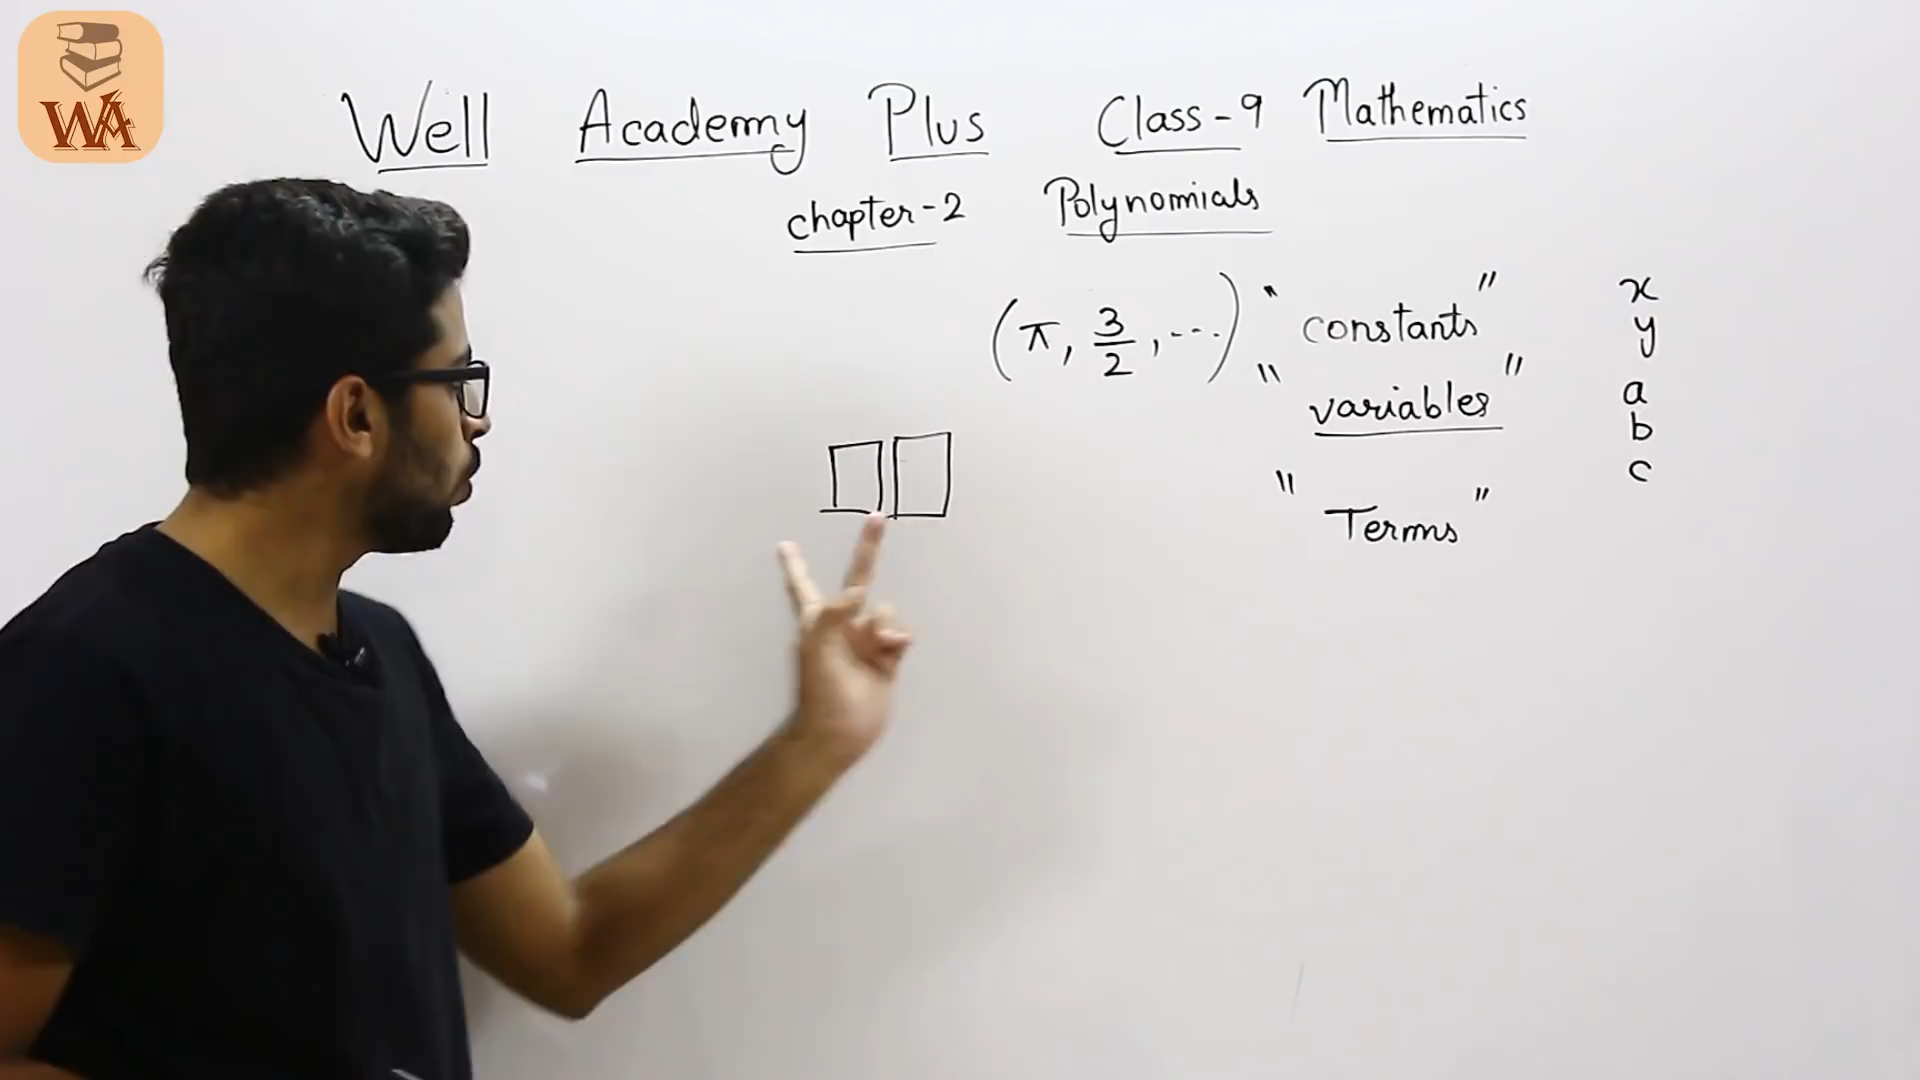 WA
Well Academy Plus Class-9 Mathematics
chapter-2 Polynomials
(π, 3/2, ...) "constants" x
y
"variables" a
b
c
"Terms"